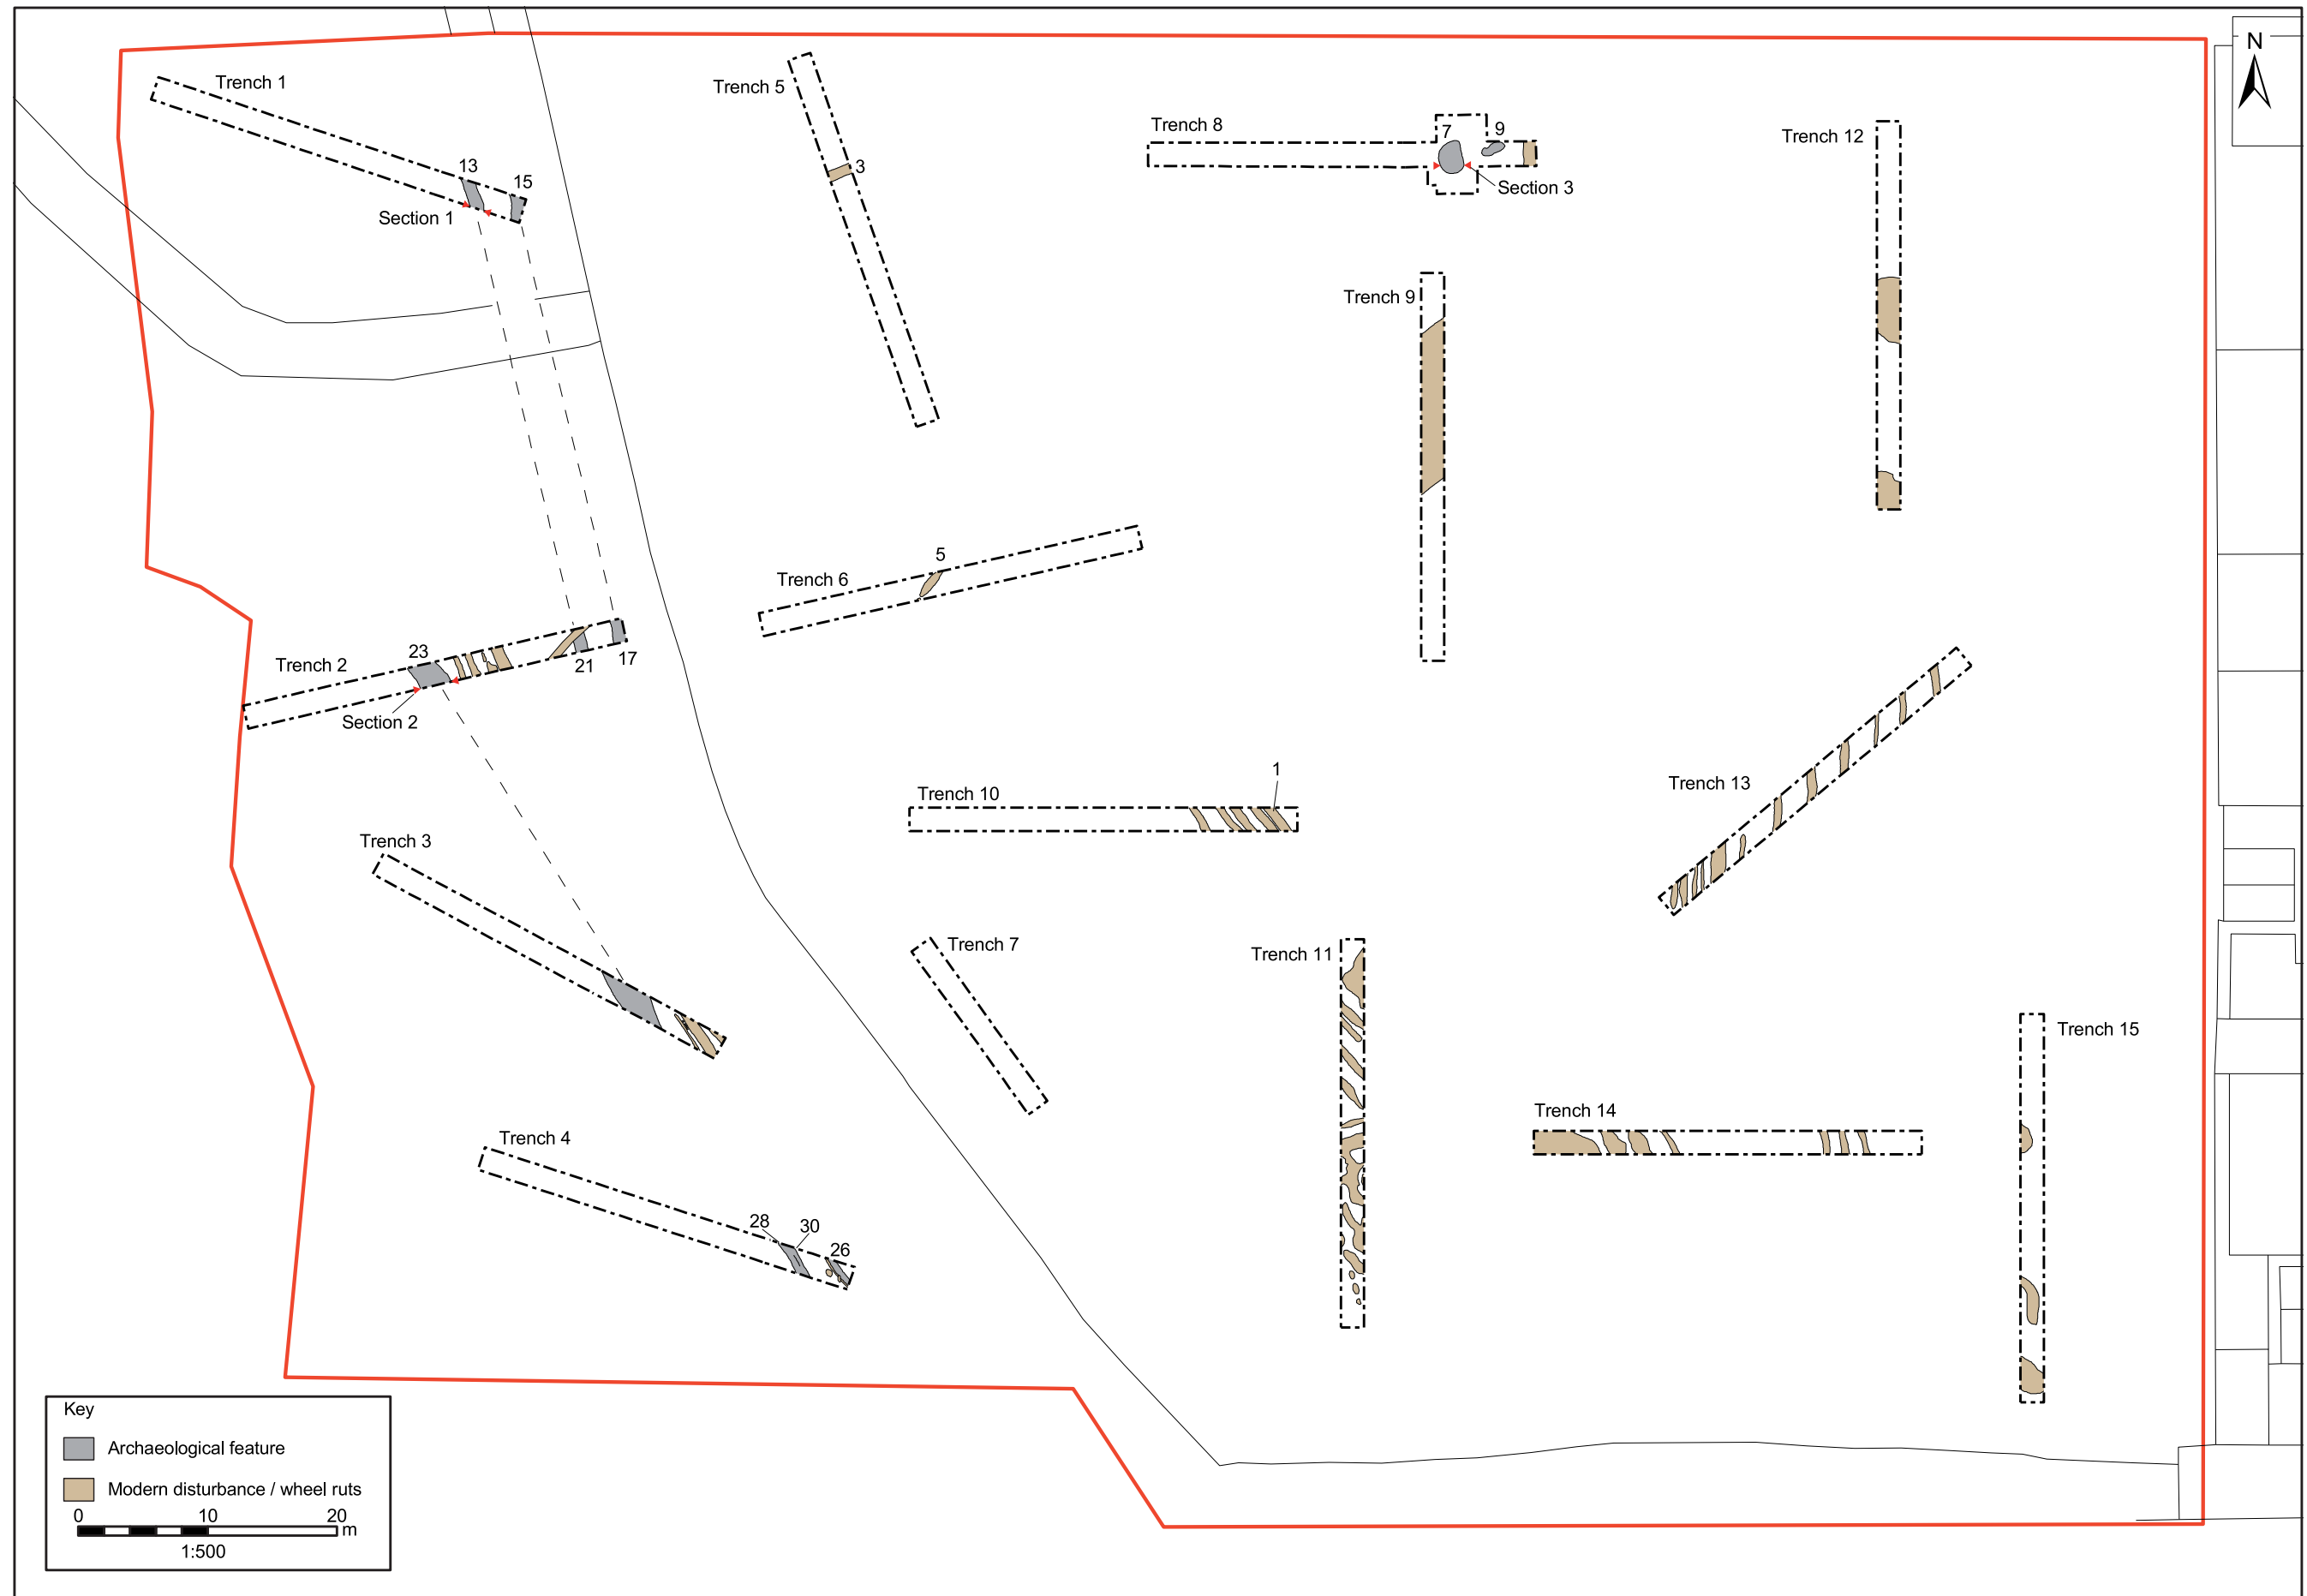 N
Trench 1
Trench 5
Trench 8
7
9
Trench 12
13
15
3
Section 1
Section 3
Trench 9
5
Trench 6
Trench 2
23
21
17
Section 2
1
Trench 10
Trench 13
Trench 3
Trench 7
Trench 11
Trench 15
Trench 4
Trench 14
28
30
26
Key
Archaeological feature
Modern disturbance / wheel ruts
0 10 20
m
1:500